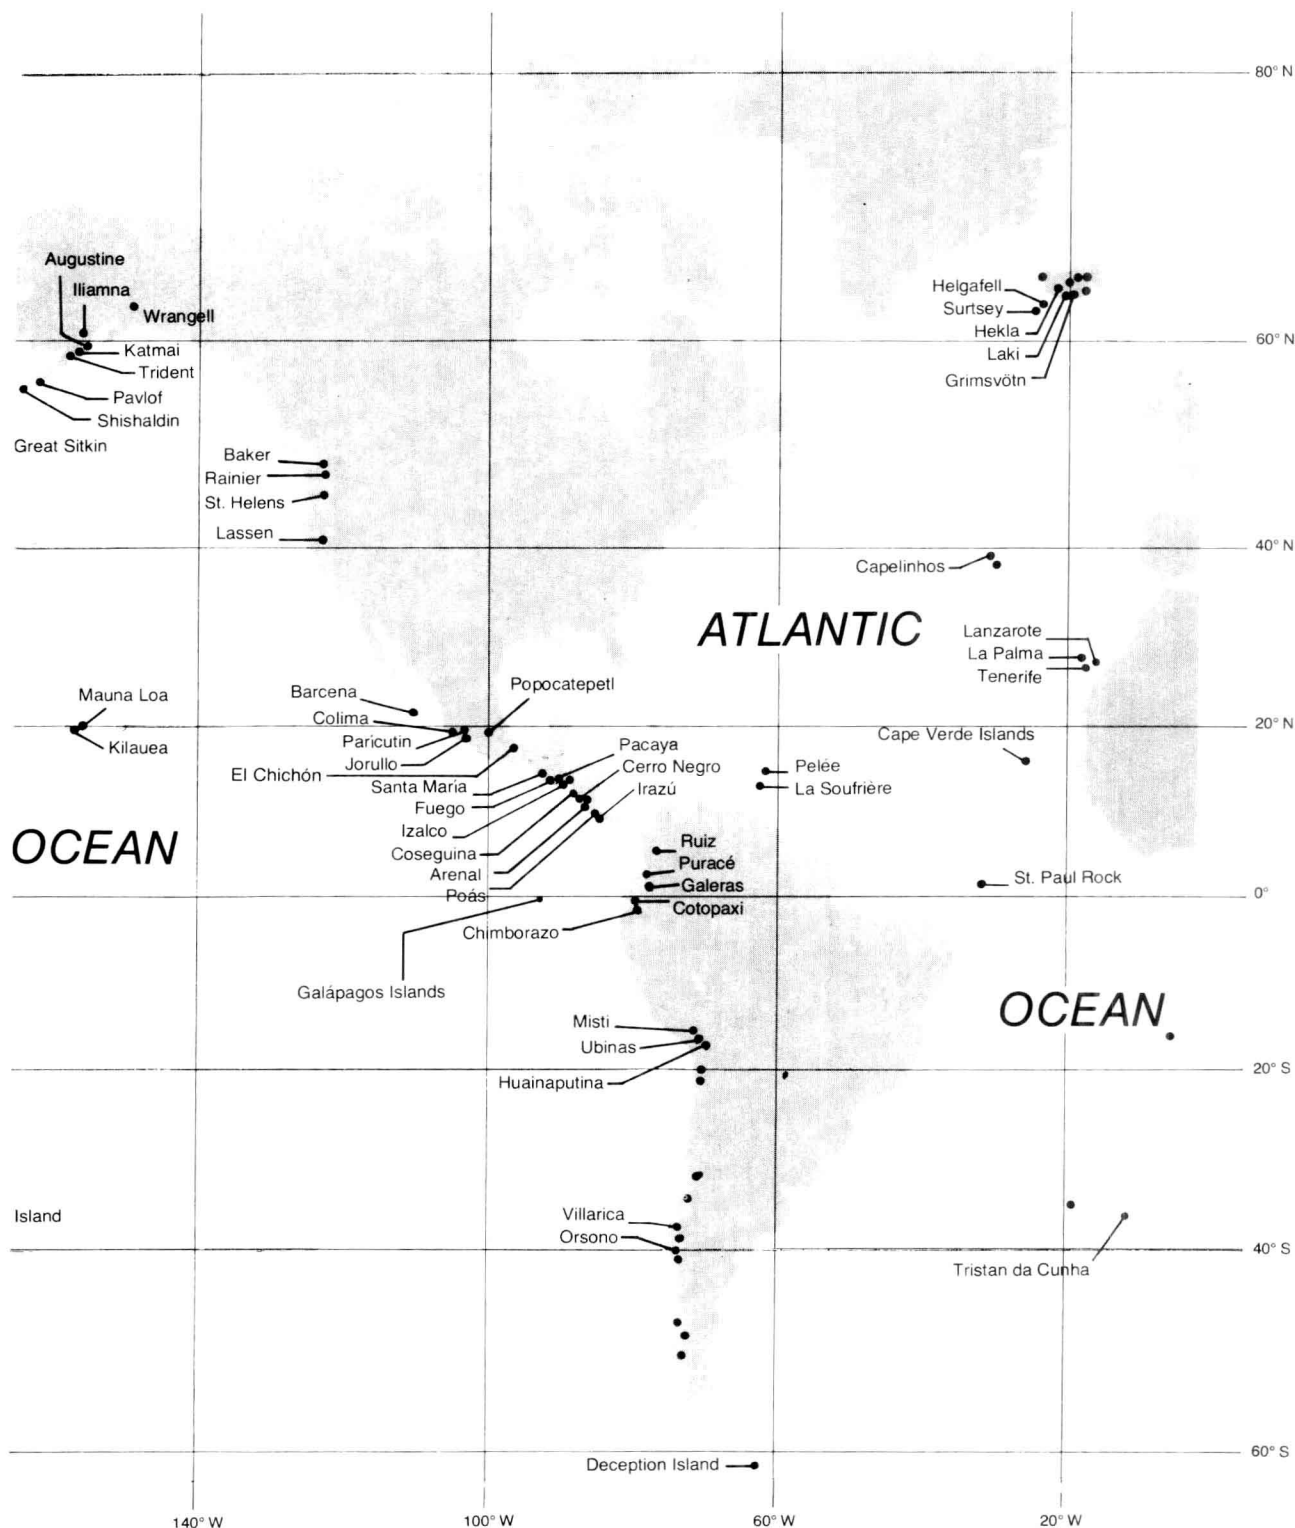 80° N
Augustine
Iliamna
Wrangell
Katmai
Trident
Pavlof
Shishaldin
Great Sitkin
Helgafell
Surtsey
Hekla
Laki
Grimsvötn
60° N
Baker
Rainier
St. Helens
Lassen
40° N
Capelinhos
ATLANTIC
Lanzarote
La Palma
Tenerife
Mauna Loa
Kilauea
Barcena
Popocatepetl
Colima
Paricutin
Jorullo
El Chichón
20° N
Cape Verde Islands
Pacaya
Santa María
Cerro Negro
Fuego
Irazú
Izalco
Coseguina
Arenal
Poás
Pelée
La Soufrière
OCEAN
Ruiz
Puracé
Galeras
Cotopaxi
St. Paul Rock
0°
Chimborazo
Galápagos Islands
OCEAN
Misti
Ubinas
Huainaputina
20° S
Island
Villarica
Orsono
40° S
Tristan da Cunha
60° S
Deception Island
140° W
100° W
60° W
20° W